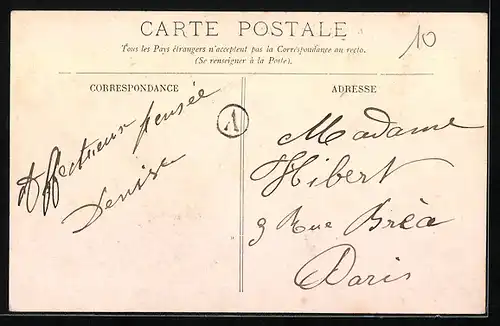 CARTE POSTALE
Tous les Pays étrangers n'acceptent pas la Correspondance au recto.
(Se renseigner à la Poste).
10
CORRESPONDANCE
Affectueuse pensée
Denise
A
ADRESSE
Madame
Hibert
9 Rue Bréa
Paris